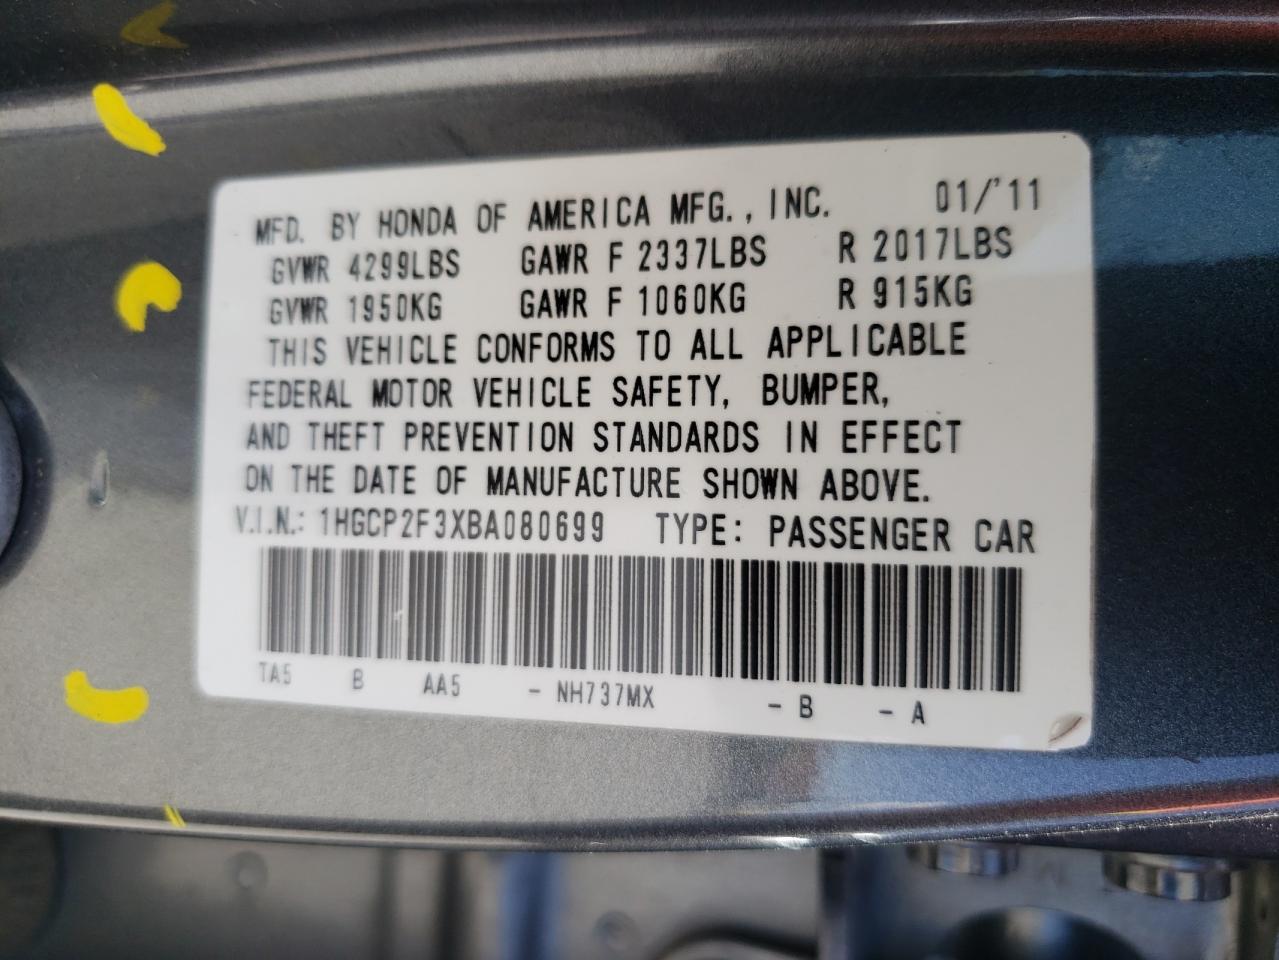 MFD. BY HONDA OF AMERICA MFG., INC. 01/'11
GVWR 4299LBS GAWR F 2337LBS R 2017LBS
GVWR 1950KG GAWR F 1060KG R 915KG
THIS VEHICLE CONFORMS TO ALL APPLICABLE
FEDERAL MOTOR VEHICLE SAFETY, BUMPER,
AND THEFT PREVENTION STANDARDS IN EFFECT
ON THE DATE OF MANUFACTURE SHOWN ABOVE.
V.I.N.: 1HGCP2F3XBA080699 TYPE: PASSENGER CAR
TA5 B AA5 - NH737MX - B - A